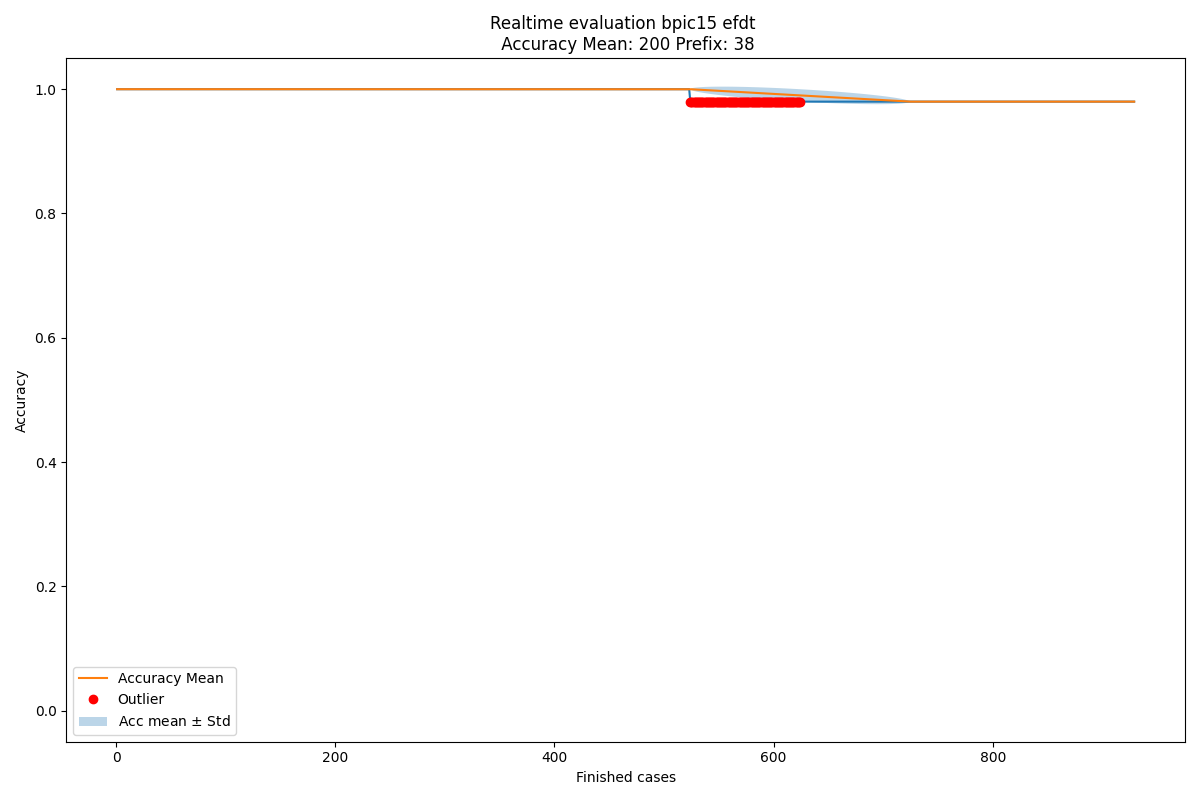 Realtime evaluation bpic15 efdt
Accuracy Mean: 200 Prefix: 38
1.0
0.8
0.6
0.4
0.2
0.0
Accuracy
Accuracy Mean
Outlier
Acc mean ± Std
0
200
400
600
800
Finished cases